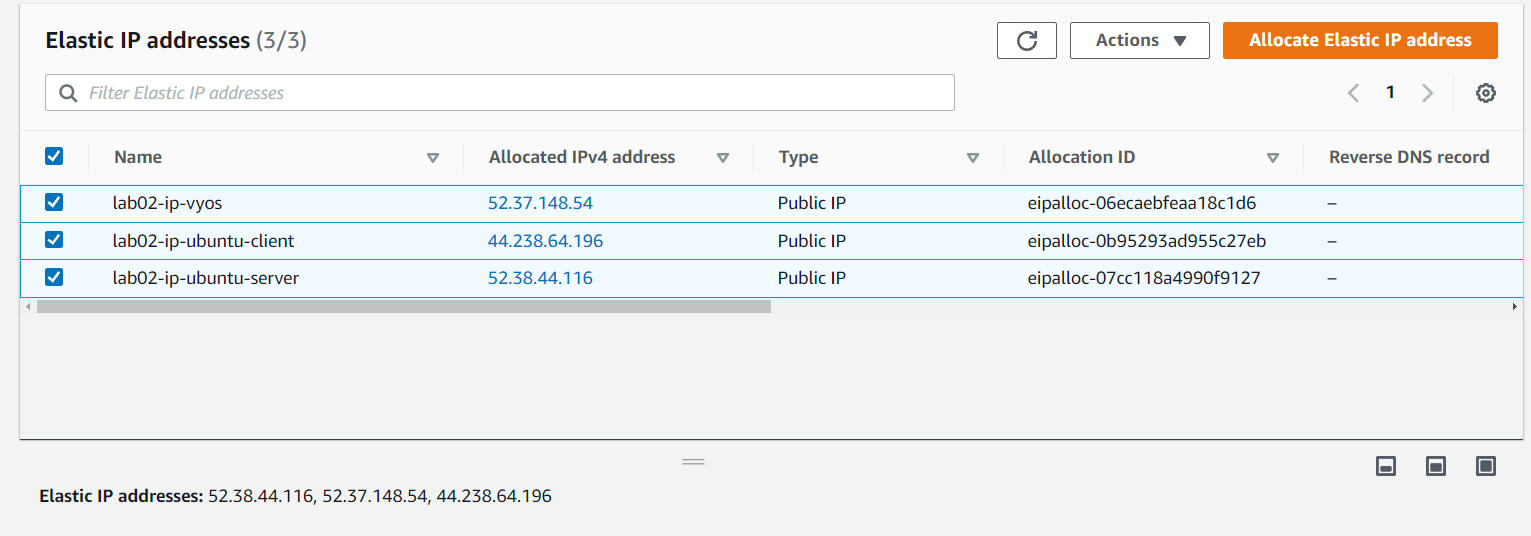 Elastic IP addresses (3/3)
Actions
Allocate Elastic IP address
Filter Elastic IP addresses
1
Name Allocated IPv4 address Type Allocation ID Reverse DNS record
lab02-ip-vyos 52.37.148.54 Public IP eipalloc-06ecaebfeaa18c1d6 –
lab02-ip-ubuntu-client 44.238.64.196 Public IP eipalloc-0b95293ad955c27eb –
lab02-ip-ubuntu-server 52.38.44.116 Public IP eipalloc-07cc118a4990f9127 –
Elastic IP addresses: 52.38.44.116, 52.37.148.54, 44.238.64.196